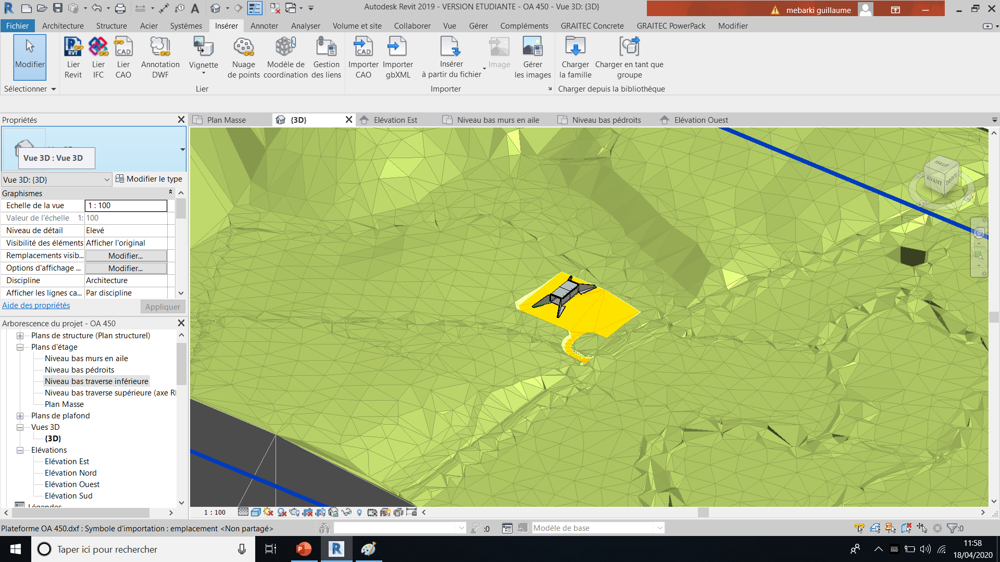 Autodesk Revit 2019 - VERSION ETUDIANTE - OA 450 - Vue 3D: {3D}
mebarki guillaume
Fichier
Architecture
Structure
Acier
Systèmes
Insérer
Annoter
Analyser
Volume et site
Collaborer
Vue
Gérer
Compléments
GRAITEC Concrete
GRAITEC PowerPack
Modifier
Modifier
Lier Revit
Lier IFC
Lier CAO
Annotation DWF
Vignette
Nuage de points
Modèle de coordination
Gestion des liens
Importer CAO
Importer gbXML
Insérer à partir du fichier
Image
Gérer les images
Charger la famille
Charger en tant que groupe
Sélectionner
Lier
Importer
Charger depuis la bibliothèque
Propriétés
Vue 3D : Vue 3D
Vue 3D: {3D}
Modifier le type
Graphismes
Echelle de la vue
1 : 100
Valeur de l'échelle 1:
100
Niveau de détail
Elevé
Visibilité des éléments
Afficher l'original
Remplacements visib...
Modifier...
Options d'affichage ...
Modifier...
Discipline
Architecture
Afficher les lignes ca...
Par discipline
Aide des propriétés
Appliquer
Arborescence du projet - OA 450
Plans de structure (Plan structurel)
Plans d'étage
Niveau bas murs en aile
Niveau bas pédroits
Niveau bas traverse inférieure
Niveau bas traverse supérieure (axe
Plan Masse
Plans de plafond
Vues 3D
{3D}
Elévations
Elévation Est
Elévation Nord
Elévation Ouest
Elévation Sud
Légendes
Plan Masse
{3D}
Elévation Est
Niveau bas murs en aile
Niveau bas pédroits
Elévation Ouest
HAUT
AVANT
DROITE
1 : 100
Plateforme OA 450.dxf : Symbole d'importation : emplacement <Non partagé>
:0
Modèle de base
:0
Taper ici pour rechercher
11:58
18/04/2020